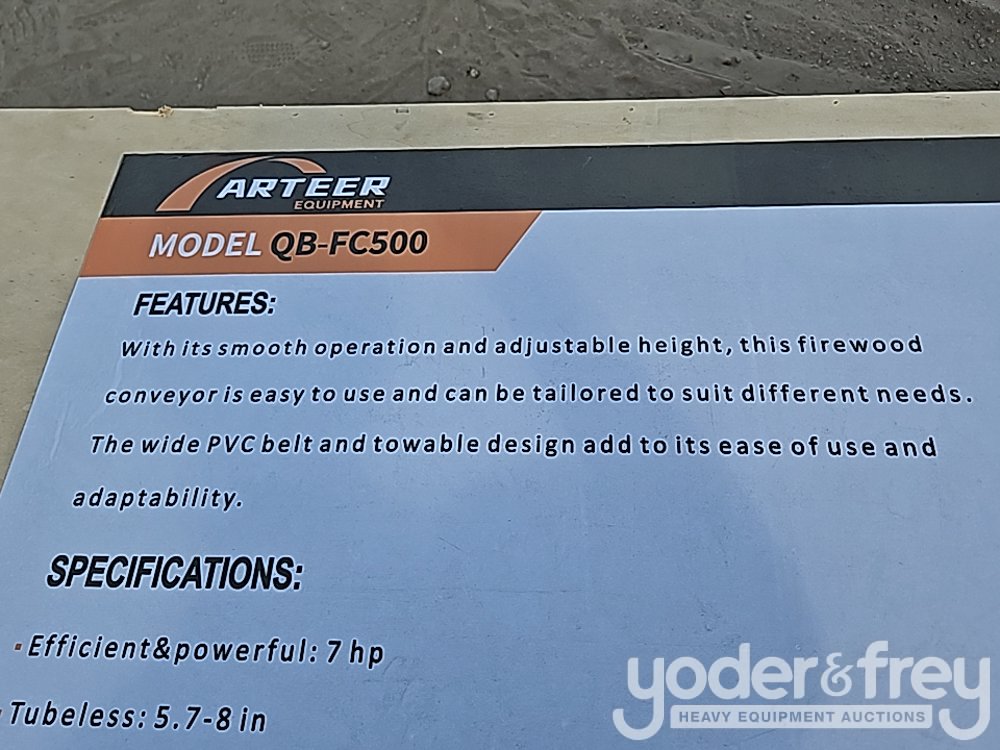 ARTEER
EQUIPMENT
MODEL QB-FC500
FEATURES:
With its smooth operation and adjustable height, this firewood
conveyor is easy to use and can be tailored to suit different needs.
The wide PVC belt and towable design add to its ease of use and
adaptability.
SPECIFICATIONS:
▪Efficient&powerful: 7 hp
▪Tubeless: 5.7-8 in
yoder&frey
HEAVY EQUIPMENT AUCTIONS